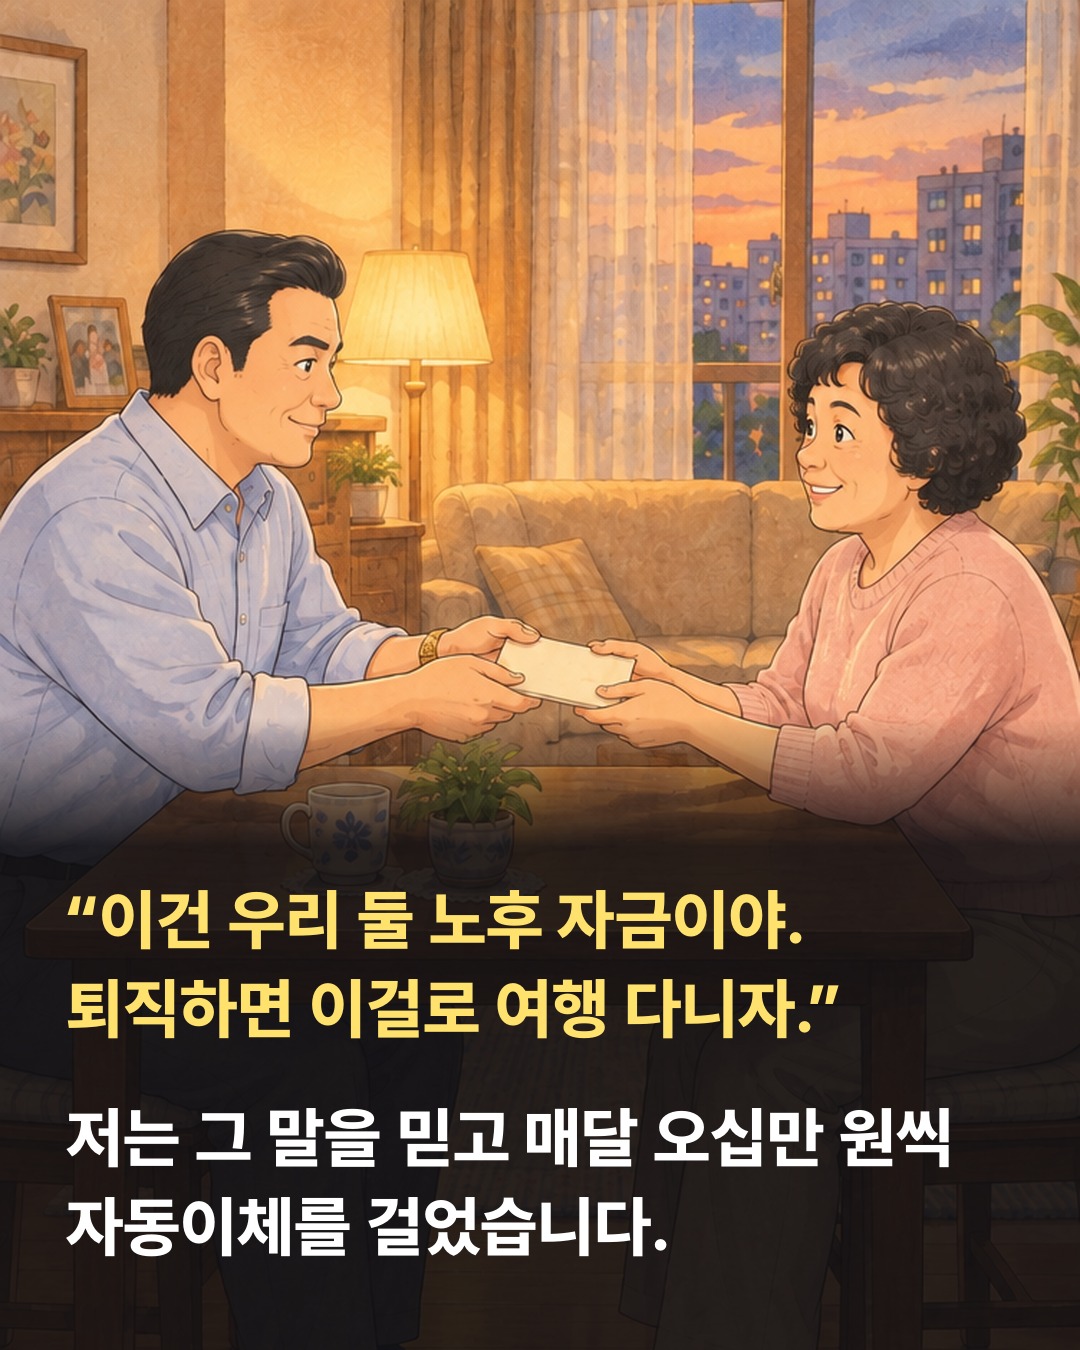 “이건 우리 둘 노후 자금이야.
퇴직하면 이걸로 여행 다니자.”
저는 그 말을 믿고 매달 오십만 원씩
자동이체를 걸었습니다.